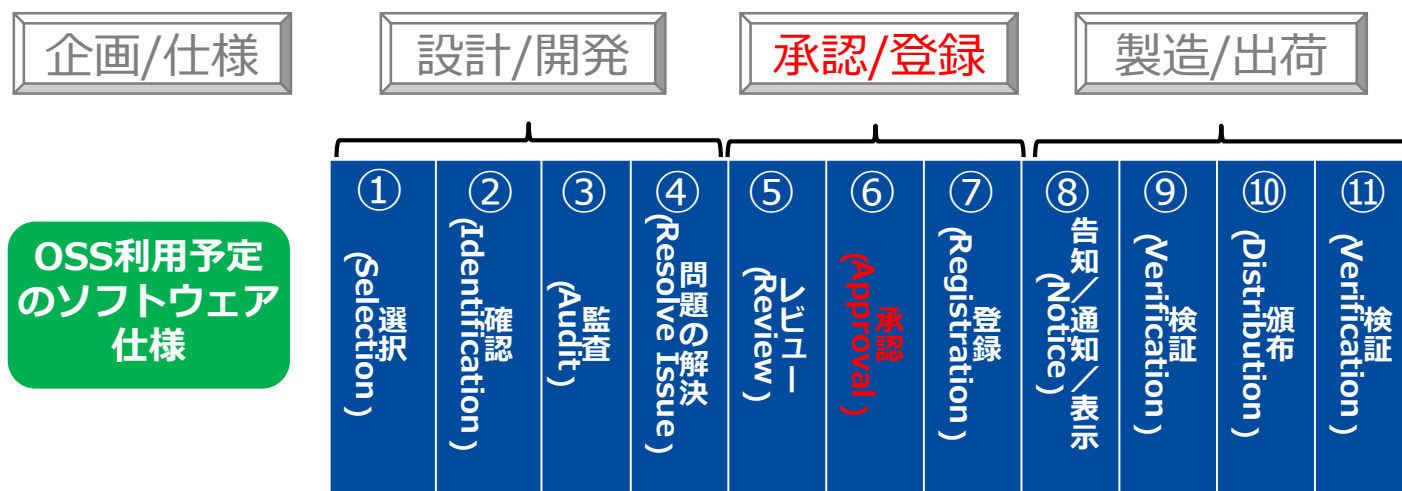 企画/仕様
設計/開発
承認/登録
製造/出荷
OSS利用予定
のソフトウェア
仕様
①
選択
(Selection)
②
確認
(Identification)
③
監査
(Audit)
④
問題の解決
(Resolve Issue)
⑤
レビュー
(Review)
⑥
承認
(Approval)
⑦
登録
(Registration)
⑧
告知/通知/表示
(Notice)
⑨
検証
(Verification)
⑩
頒布
(Distribution)
⑪
検証
(Verification)